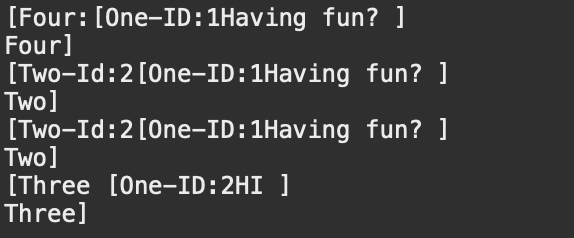 [Four:[One-ID:1Having fun? ]
Four]
[Two-Id:2[One-ID:1Having fun? ]
Two]
[Two-Id:2[One-ID:1Having fun? ]
Two]
[Three [One-ID:2HI ]
Three]